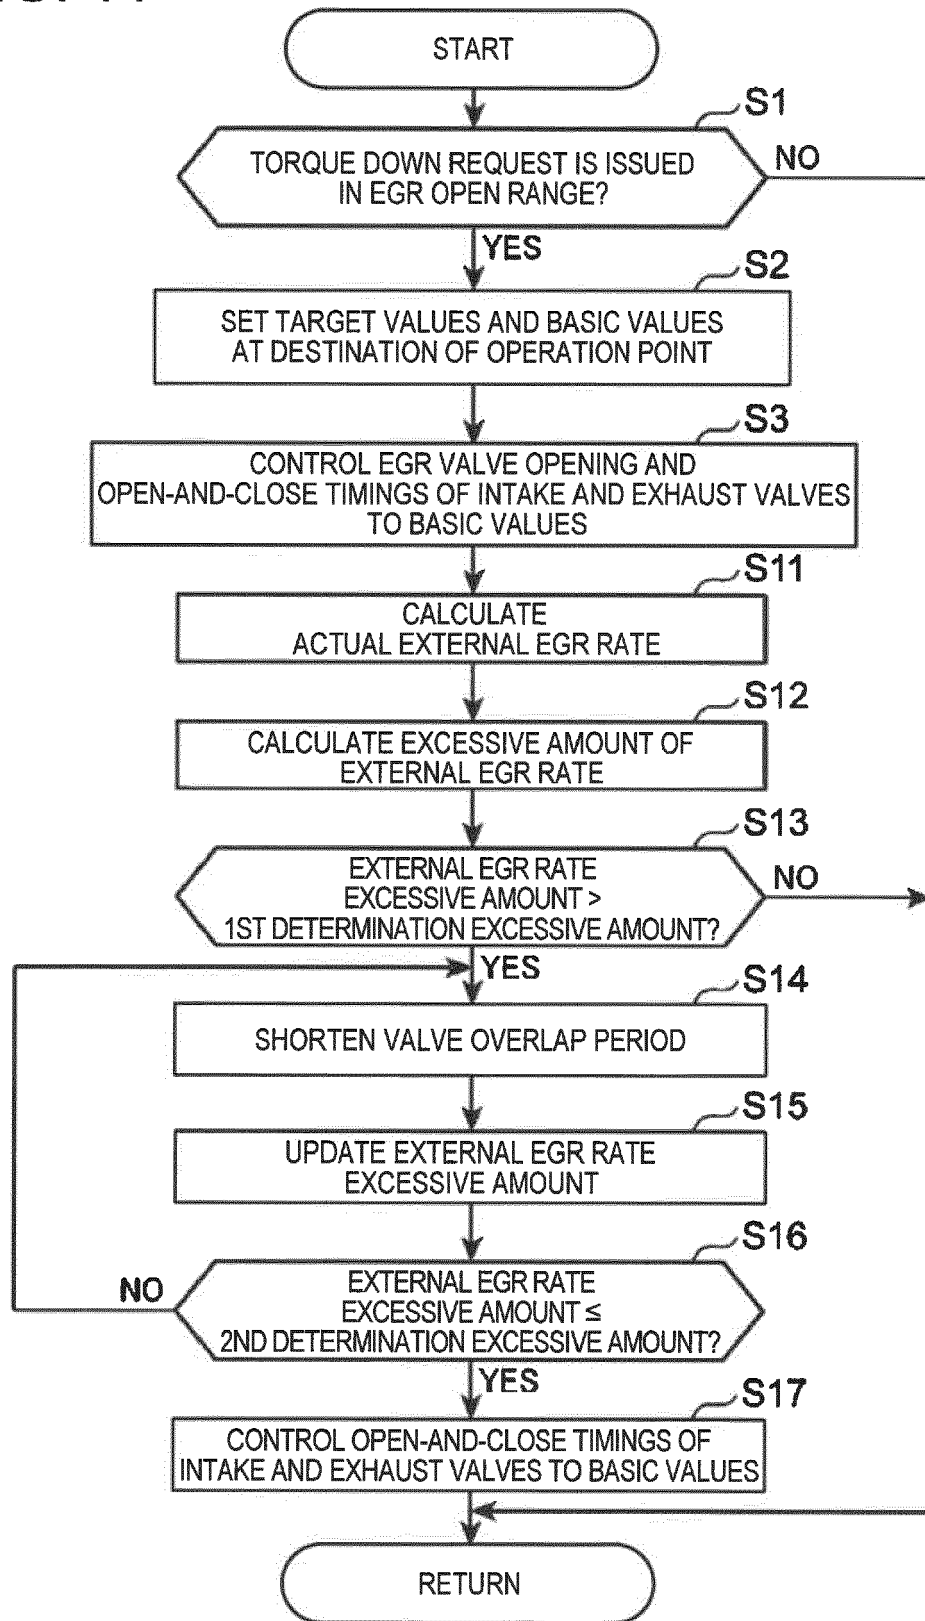 START
S1
TORQUE DOWN REQUEST IS ISSUED
IN EGR OPEN RANGE?
NO
YES
S2
SET TARGET VALUES AND BASIC VALUES
AT DESTINATION OF OPERATION POINT
S3
CONTROL EGR VALVE OPENING AND
OPEN-AND-CLOSE TIMINGS OF INTAKE AND EXHAUST VALVES
TO BASIC VALUES
S11
CALCULATE
ACTUAL EXTERNAL EGR RATE
S12
CALCULATE EXCESSIVE AMOUNT OF
EXTERNAL EGR RATE
S13
EXTERNAL EGR RATE
EXCESSIVE AMOUNT >
1ST DETERMINATION EXCESSIVE AMOUNT?
NO
YES
S14
SHORTEN VALVE OVERLAP PERIOD
S15
UPDATE EXTERNAL EGR RATE
EXCESSIVE AMOUNT
S16
EXTERNAL EGR RATE
EXCESSIVE AMOUNT ≤
2ND DETERMINATION EXCESSIVE AMOUNT?
NO
YES
S17
CONTROL OPEN-AND-CLOSE TIMINGS OF
INTAKE AND EXHAUST VALVES TO BASIC VALUES
RETURN